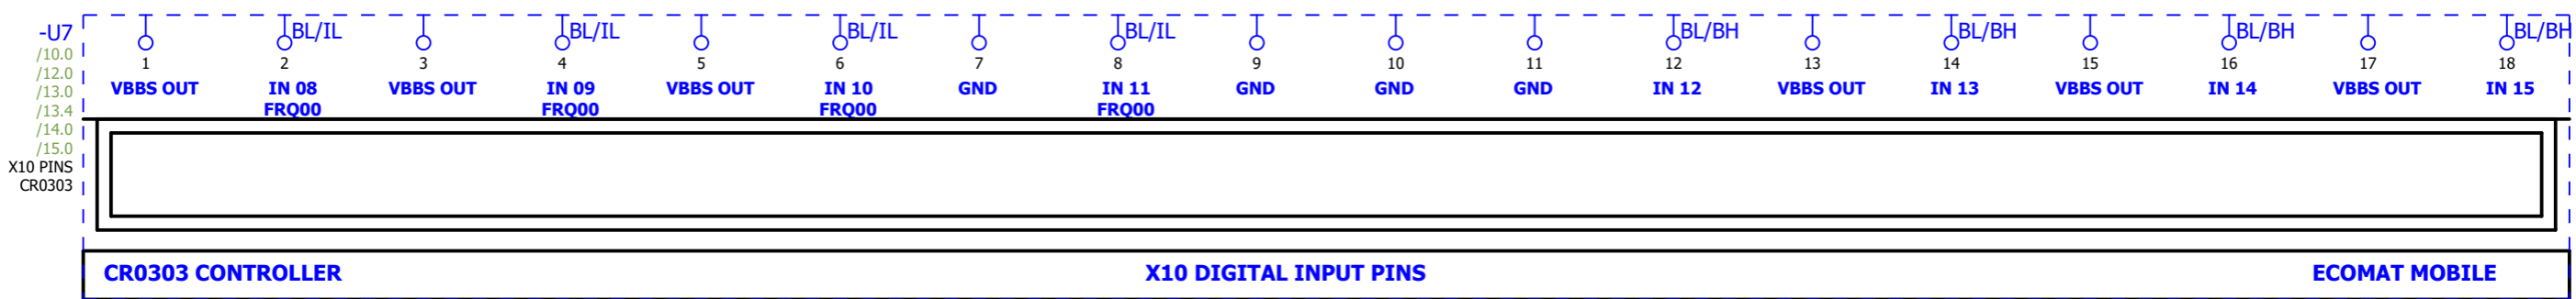 -U7
/10.0
/12.0
/13.0
/13.4
/14.0
/15.0
X10 PINS
CR0303
BL/IL BL/IL BL/IL BL/IL BL/BH BL/BH BL/BH BL/BH
1 2 3 4 5 6 7 8 9 10 11 12 13 14 15 16 17 18
VBBS OUT IN 08 VBBS OUT IN 09 VBBS OUT IN 10 GND IN 11 GND GND GND IN 12 VBBS OUT IN 13 VBBS OUT IN 14 VBBS OUT IN 15
FRQ00 FRQ00 FRQ00 FRQ00
CR0303 CONTROLLER X10 DIGITAL INPUT PINS ECOMAT MOBILE